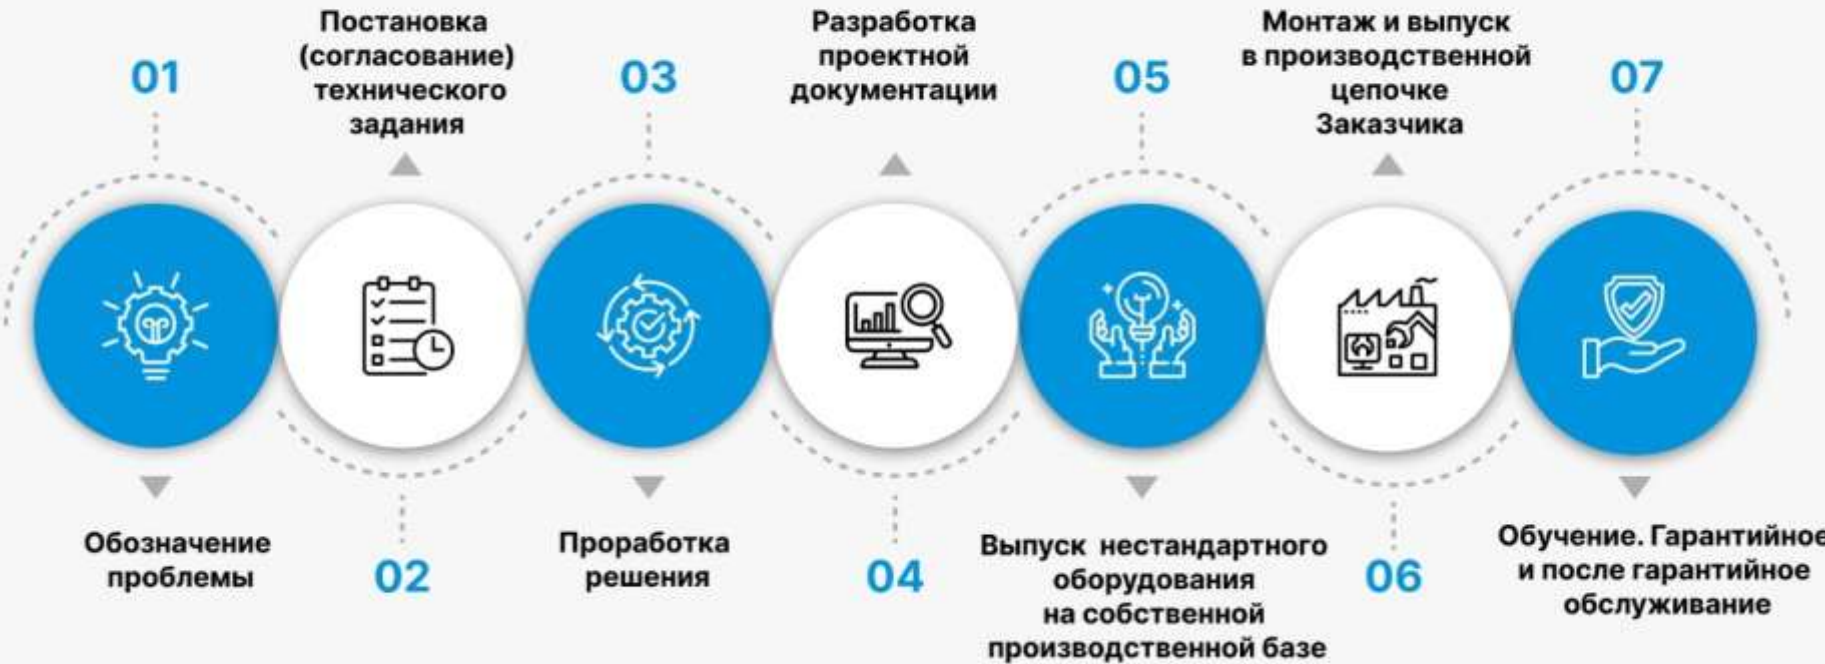 01
Обозначение
проблемы
Постановка
(согласование)
технического
задания
02
03
Проработка
решения
Разработка
проектной
документации
04
05
Выпуск нестандартного
оборудования
на собственной
производственной базе
Монтаж и выпуск
в производственной
цепочке
Заказчика
06
07
Обучение. Гарантийное
и после гарантийное
обслуживание